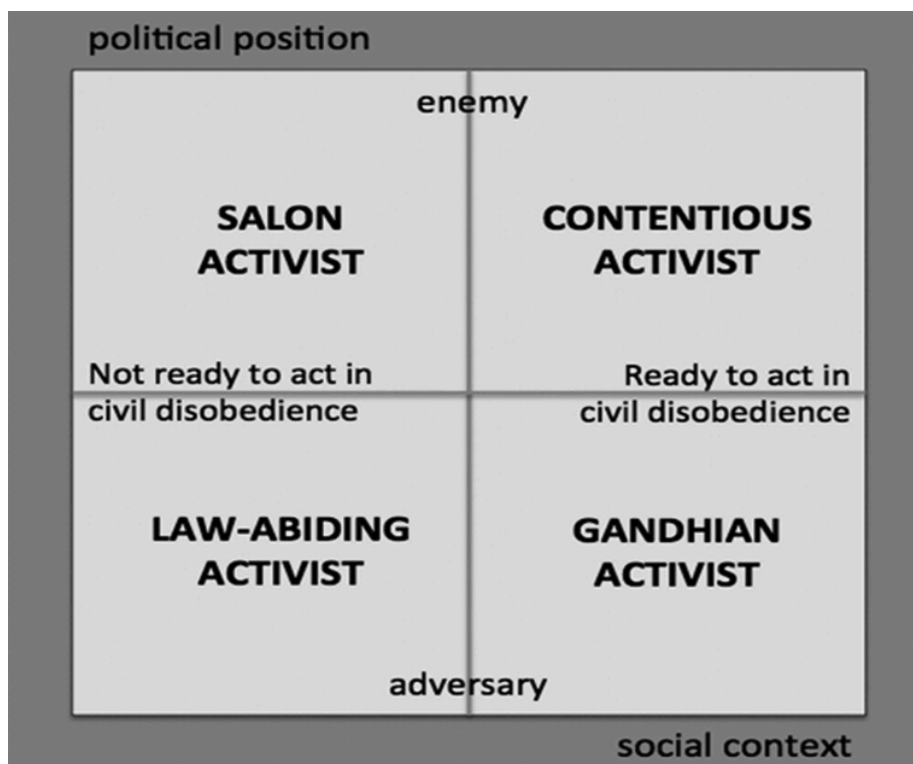 political position
enemy
SALON
ACTIVIST
CONTENTIOUS
ACTIVIST
Not ready to act in
civil disobedience
Ready to act in
civil disobedience
LAW-ABIDING
ACTIVIST
GANDHIAN
ACTIVIST
adversary
social context